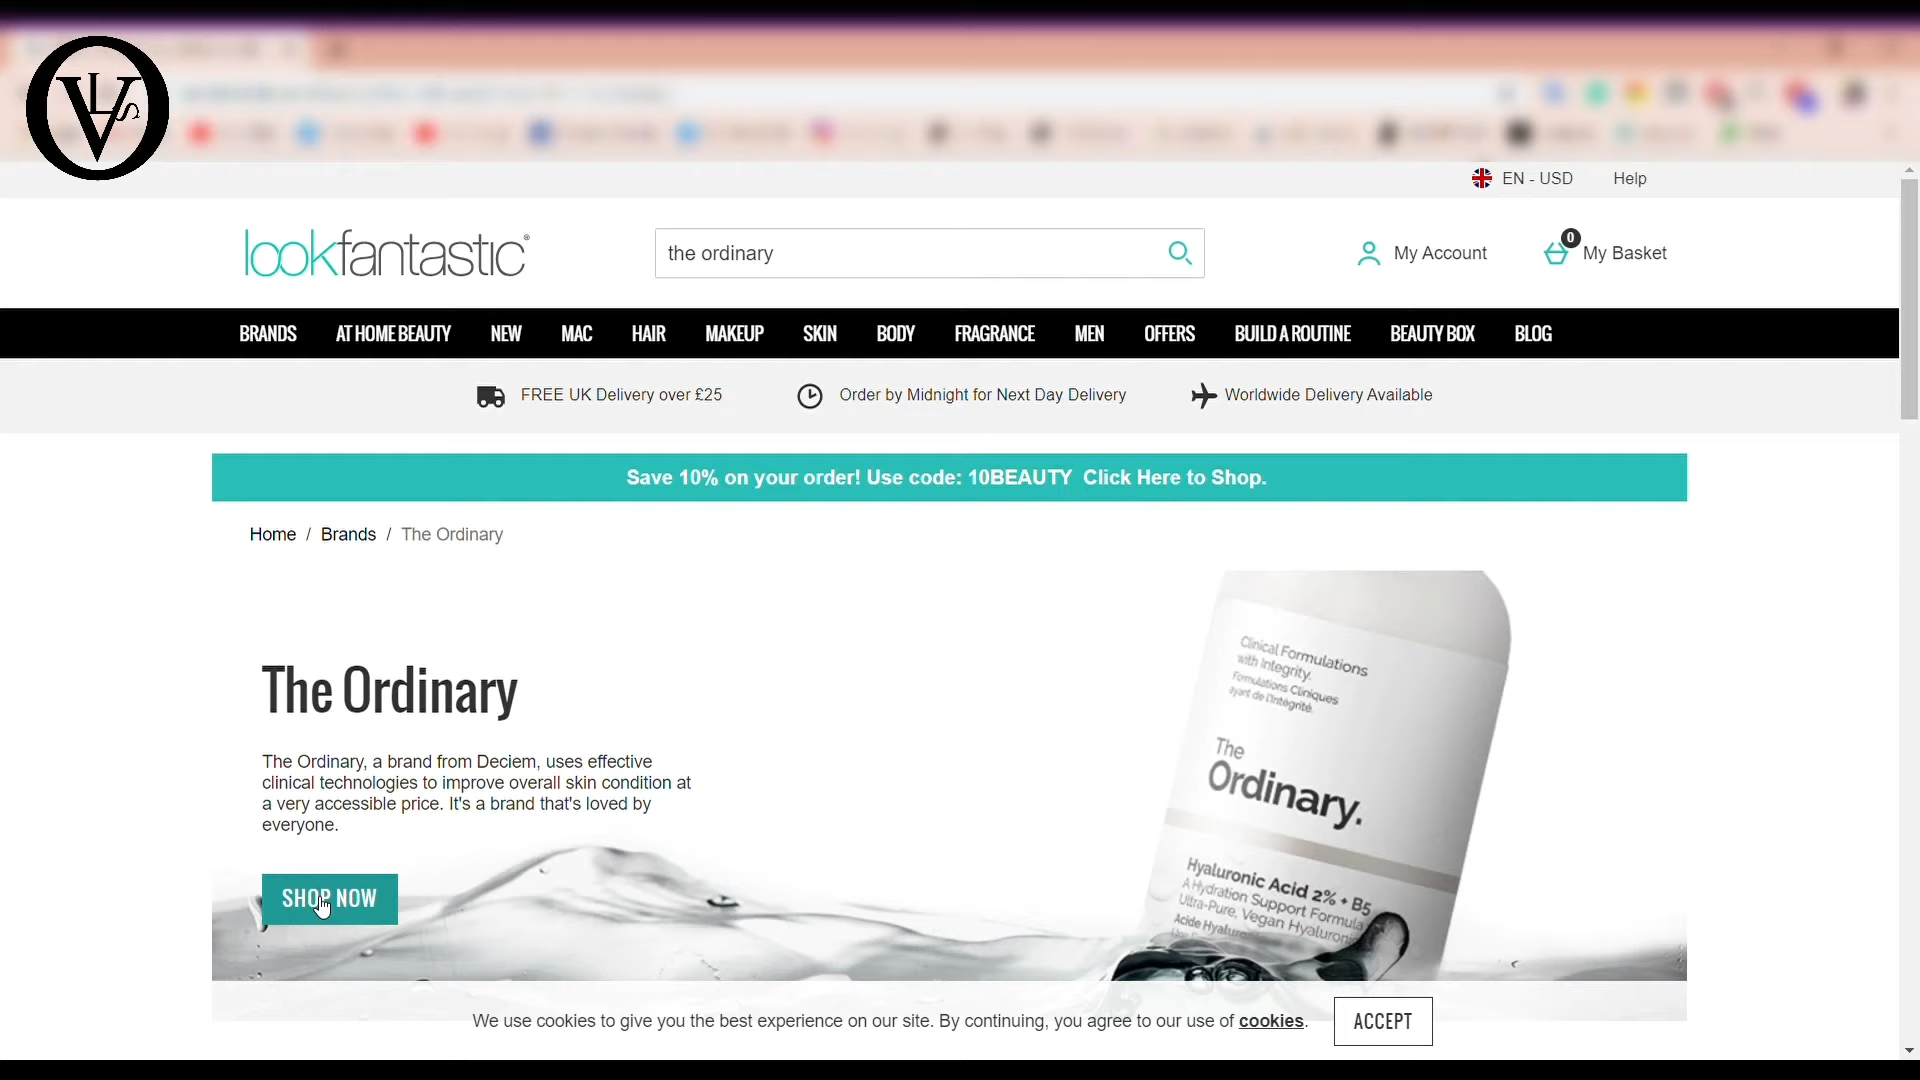 OVLS
EN - USD
Help
lookfantastic®
the ordinary
0
My Account
My Basket
BRANDS AT HOME BEAUTY NEW MAC HAIR MAKEUP SKIN BODY FRAGRANCE MEN OFFERS BUILD A ROUTINE BEAUTY BOX BLOG
FREE UK Delivery over £25
Order by Midnight for Next Day Delivery
Worldwide Delivery Available
Save 10% on your order! Use code: 10BEAUTY Click Here to Shop.
Home / Brands / The Ordinary
The Ordinary
The Ordinary, a brand from Deciem, uses effective
clinical technologies to improve overall skin condition at
a very accessible price. It's a brand that's loved by
everyone.
SHOP NOW
Clinical Formulations
with Integrity.
Formulations Cliniques
ayant de l'intégrité.
The
Ordinary.
Hyaluronic Acid 2% + B5
A Hydration Support Formula
Ultra-Pure, Vegan Hyaluronic
Acide
We use cookies to give you the best experience on our site. By continuing, you agree to our use of cookies.
ACCEPT